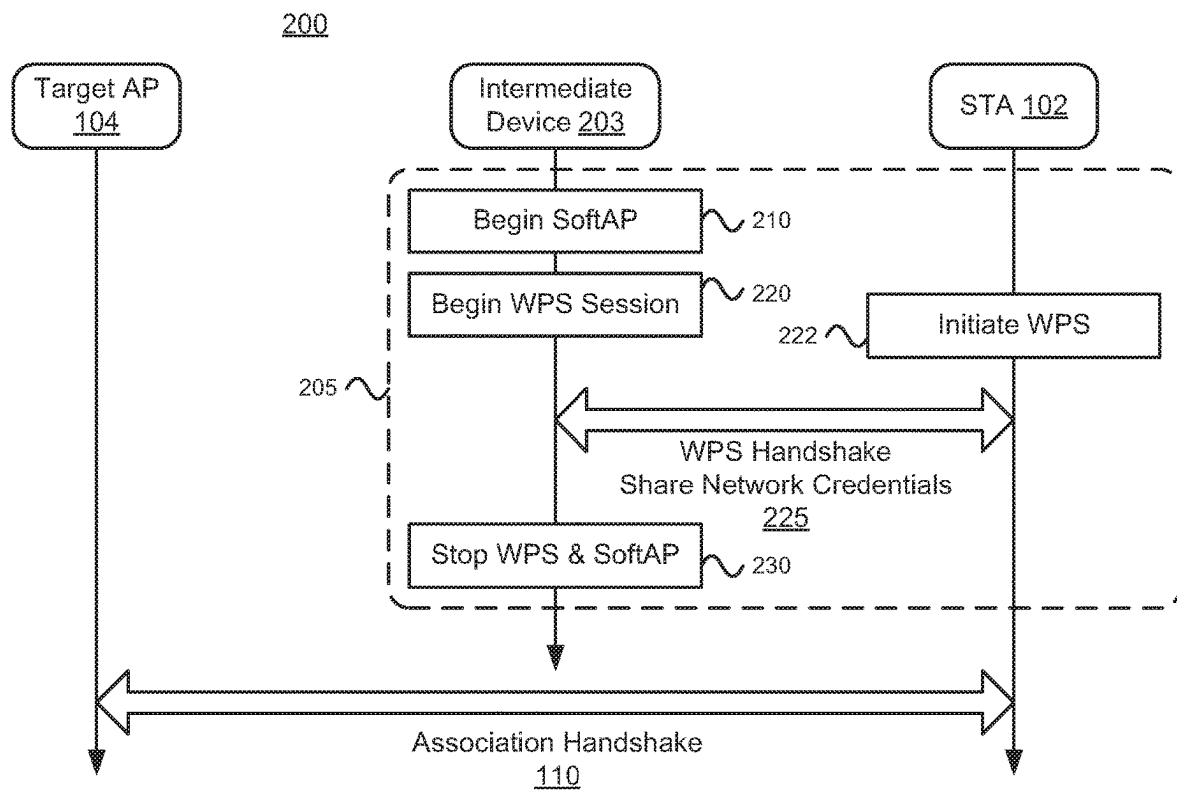 200
Target AP
104
Intermediate
Device 203
STA 102
Begin SoftAP
210
Begin WPS Session
220
222
Initiate WPS
205
WPS Handshake
Share Network Credentials
225
Stop WPS & SoftAP
230
Association Handshake
110